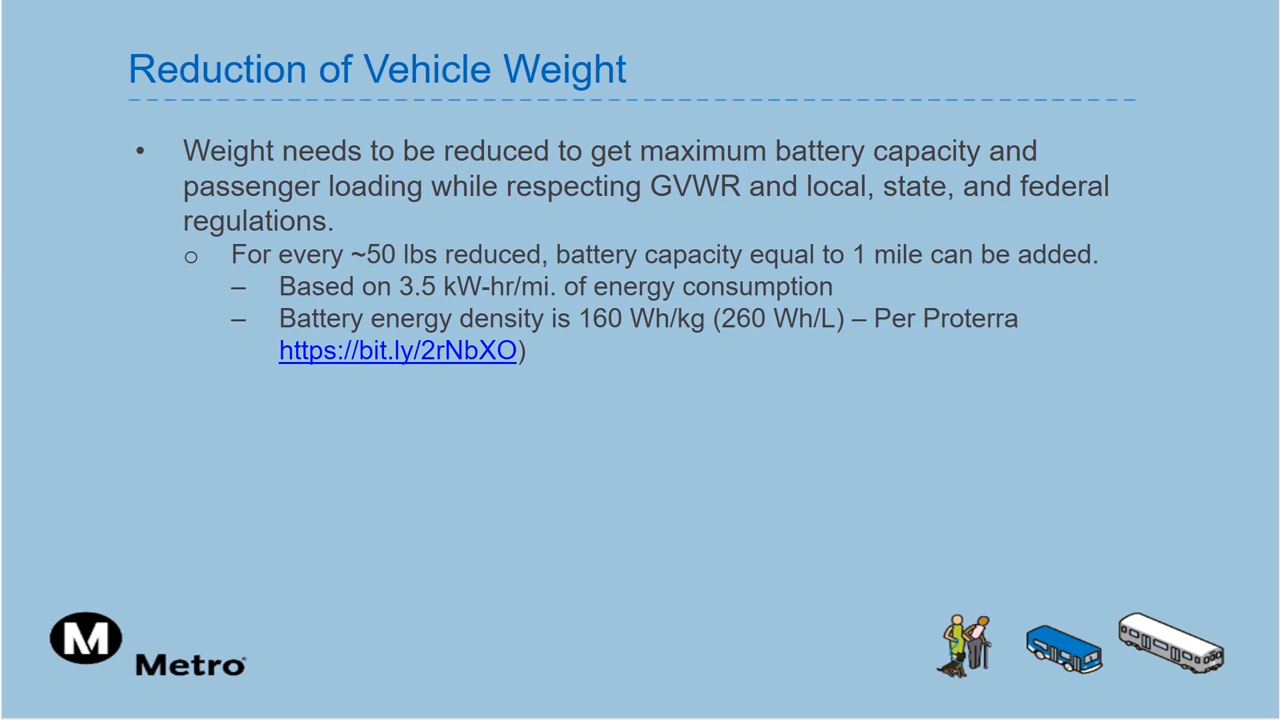 Reduction of Vehicle Weight
• Weight needs to be reduced to get maximum battery capacity and
passenger loading while respecting GVWR and local, state, and federal
regulations.
o For every ~50 lbs reduced, battery capacity equal to 1 mile can be added.
– Based on 3.5 kW-hr/mi. of energy consumption
– Battery energy density is 160 Wh/kg (260 Wh/L) – Per Proterra
https://bit.ly/2rNbXO)
M
Metro